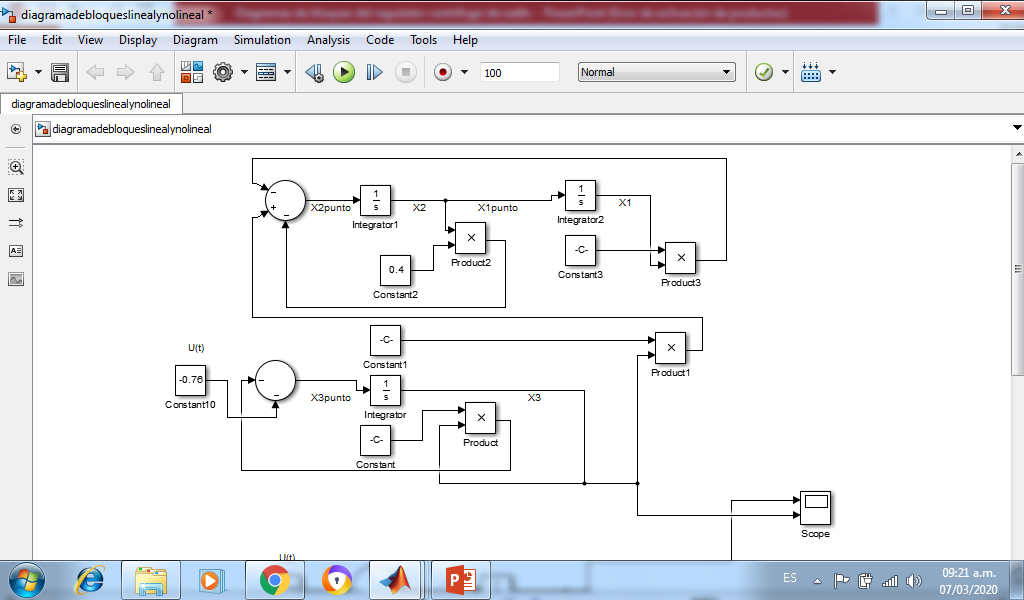 diagramadebloqueslinealynolineal *
File Edit View Display Diagram Simulation Analysis Code Tools Help
100
Normal
diagramadebloqueslinealynolineal
diagramadebloqueslinealynolineal
−
+
−
X2punto
1
s
Integrator1
X2
X1punto
1
s
Integrator2
X1
×
Product2
0.4
Constant2
-C-
Constant3
×
Product3
-C-
Constant1
×
Product1
U(t)
-0.76
Constant10
−
−
X3punto
1
s
Integrator
X3
-C-
Constant
×
Product
Scope
U(t)
ES
09:21 a.m.
07/03/2020